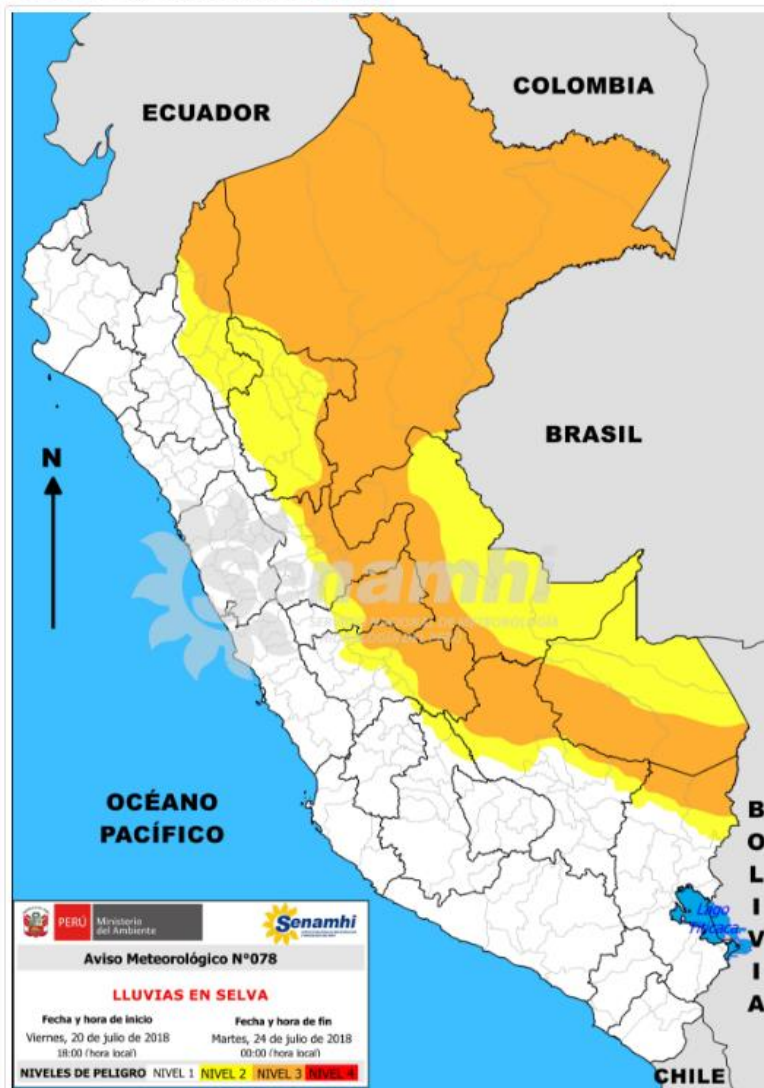 COLOMBIA
ECUADOR
BRASIL
N
Senamhi
OCÉANO
PACÍFICO
BOLIVIA
Lago
Titicaca
CHILE
PERÚ Ministerio
del Ambiente
Senamhi
Aviso Meteorológico N°078
LLUVIAS EN SELVA
Fecha y hora de inicio Fecha y hora de fin
Viernes, 20 de julio de 2018 Martes, 24 de julio de 2018
18:00 (hora local) 00:00 (hora local)
NIVELES DE PELIGRO NIVEL 1 NIVEL 2 NIVEL 3 NIVEL 4